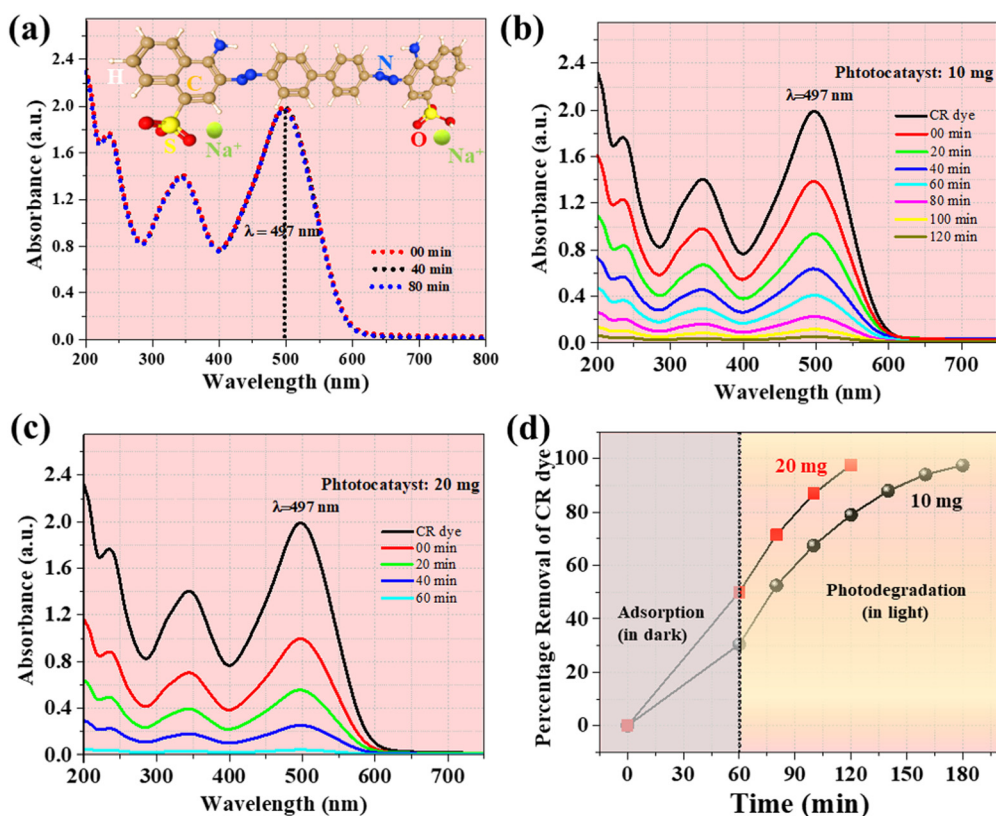 (a)
2.4
2.0
1.6
1.2
0.8
0.4
0.0
Absorbance (a.u.)
H
C
N
S
Na⁺
O
Na⁺
λ = 497 nm
00 min
40 min
80 min
200 300 400 500 600 700 800
Wavelength (nm)
(b)
2.4
2.0
1.6
1.2
0.8
0.4
0.0
Absorbance (a.u.)
Phtotocatayst: 10 mg
λ=497 nm
CR dye
00 min
20 min
40 min
60 min
80 min
100 min
120 min
200 300 400 500 600 700
Wavelength (nm)
(c)
2.4
2.0
1.6
1.2
0.8
0.4
0.0
Absorbance (a.u.)
Phtotocatayst: 20 mg
λ=497 nm
CR dye
00 min
20 min
40 min
60 min
200 300 400 500 600 700
Wavelength (nm)
(d)
100
80
60
40
20
0
Percentage Removal of CR dye
20 mg
10 mg
Adsorption
(in dark)
Photodegradation
(in light)
0 30 60 90 120 150 180
Time (min)